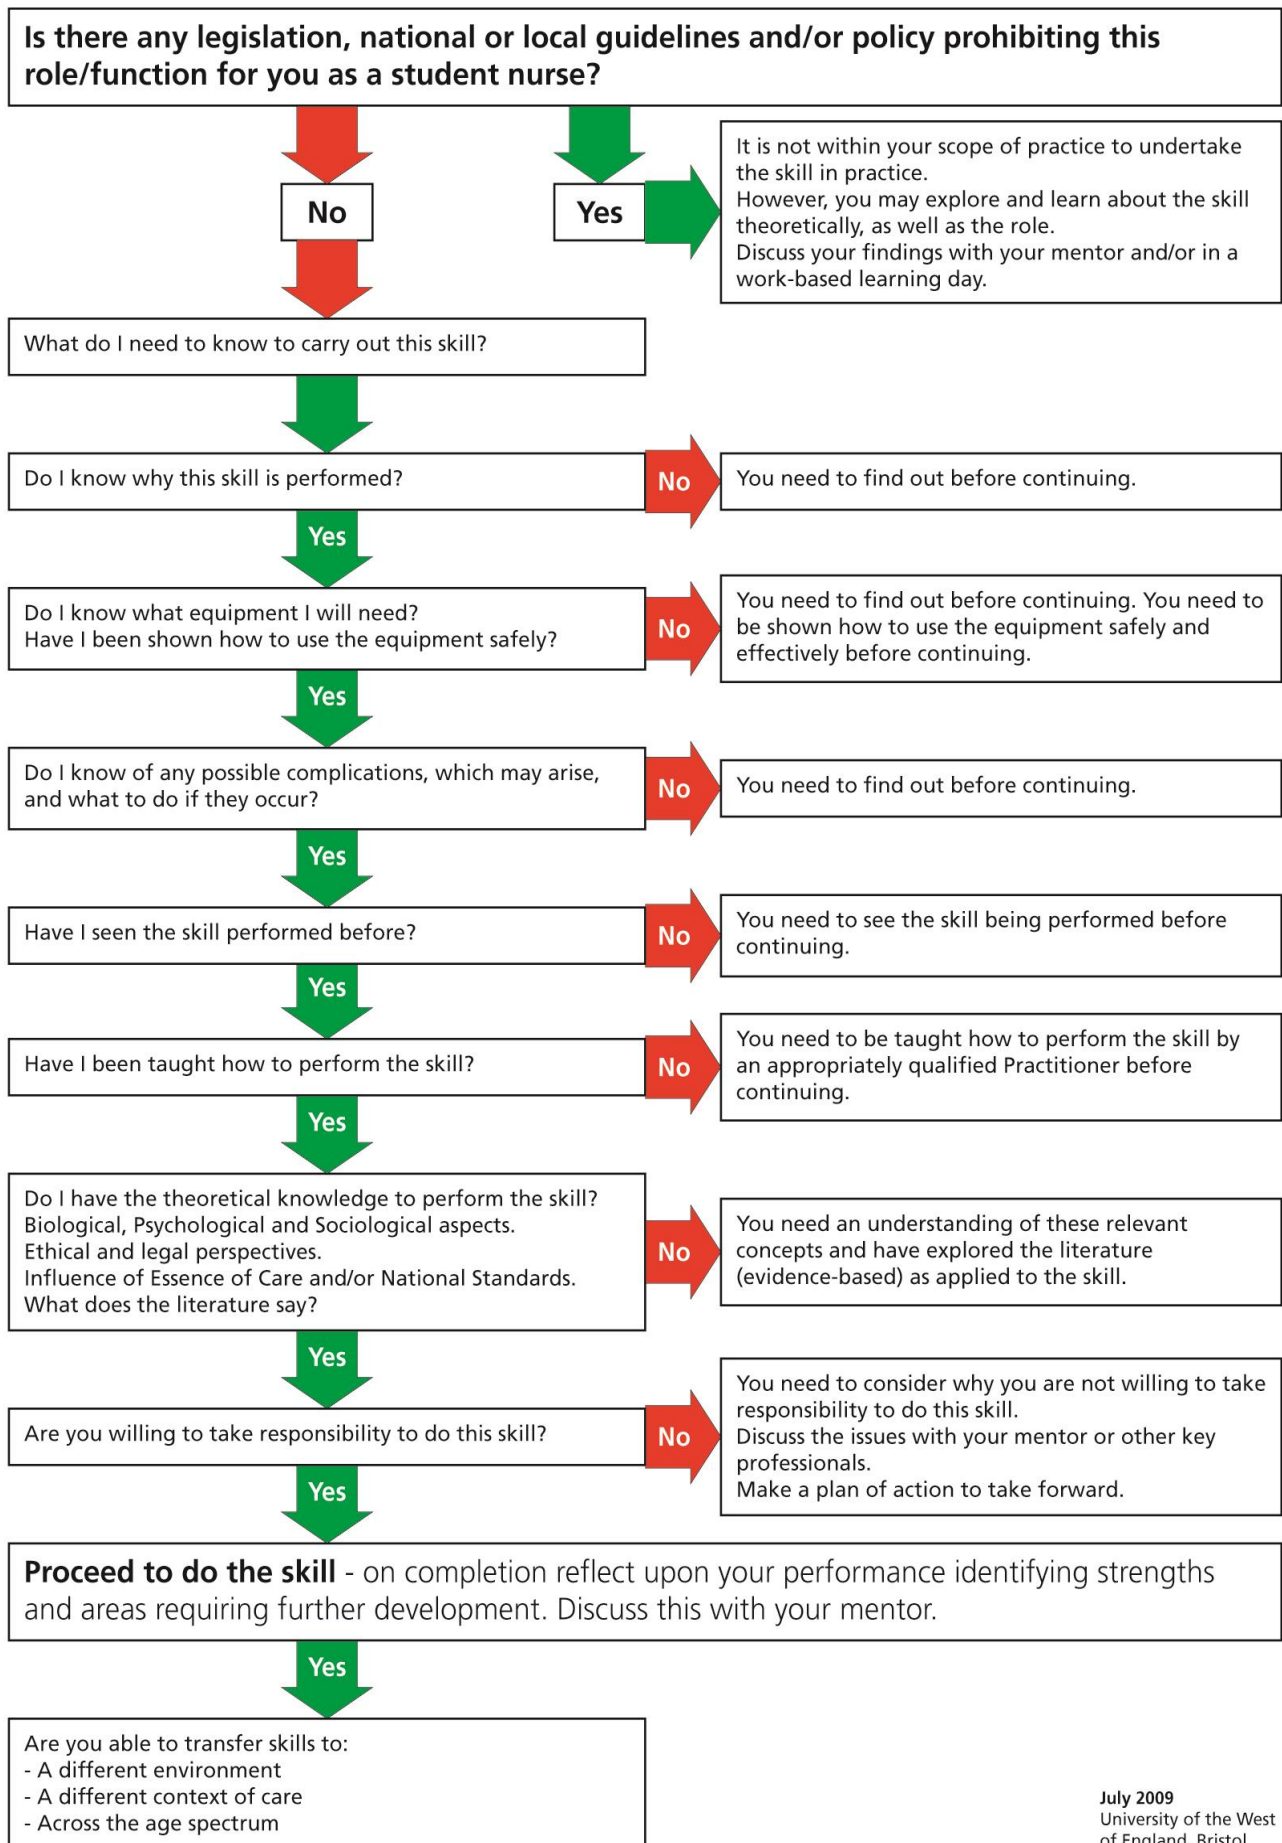 Is there any legislation, national or local guidelines and/or policy prohibiting this
role/function for you as a student nurse?
No
Yes
It is not within your scope of practice to undertake
the skill in practice.
However, you may explore and learn about the skill
theoretically, as well as the role.
Discuss your findings with your mentor and/or in a
work-based learning day.
What do I need to know to carry out this skill?
Do I know why this skill is performed?
No
You need to find out before continuing.
Yes
Do I know what equipment I will need?
Have I been shown how to use the equipment safely?
No
You need to find out before continuing. You need to
be shown how to use the equipment safely and
effectively before continuing.
Yes
Do I know of any possible complications, which may arise,
and what to do if they occur?
No
You need to find out before continuing.
Yes
Have I seen the skill performed before?
No
You need to see the skill being performed before
continuing.
Yes
Have I been taught how to perform the skill?
No
You need to be taught how to perform the skill by
an appropriately qualified Practitioner before
continuing.
Yes
Do I have the theoretical knowledge to perform the skill?
Biological, Psychological and Sociological aspects.
Ethical and legal perspectives.
Influence of Essence of Care and/or National Standards.
What does the literature say?
No
You need an understanding of these relevant
concepts and have explored the literature
(evidence-based) as applied to the skill.
Yes
Are you willing to take responsibility to do this skill?
No
You need to consider why you are not willing to take
responsibility to do this skill.
Discuss the issues with your mentor or other key
professionals.
Make a plan of action to take forward.
Yes
Proceed to do the skill - on completion reflect upon your performance identifying strengths
and areas requiring further development. Discuss this with your mentor.
Yes
Are you able to transfer skills to:
- A different environment
- A different context of care
- Across the age spectrum
July 2009
University of the West
of England, Bristol